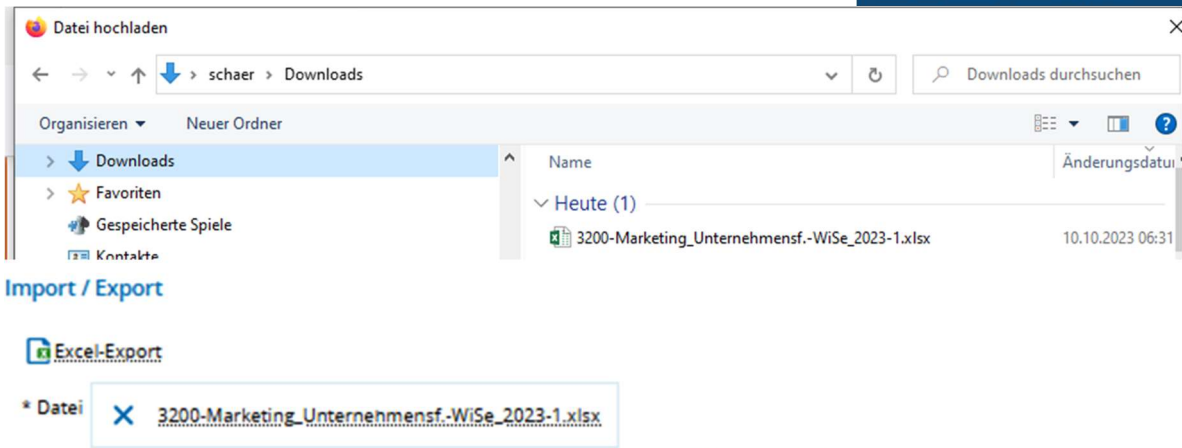 Datei hochladen
schaer > Downloads
Downloads durchsuchen
Organisieren Neuer Ordner
Downloads
Name Änderungsdatu
Favoriten
Heute (1)
Gespeicherte Spiele
3200-Marketing_Unternehmensf.-WiSe_2023-1.xlsx 10.10.2023 06:31
Kontakte
Import / Export
Excel-Export
* Datei 3200-Marketing_Unternehmensf.-WiSe_2023-1.xlsx